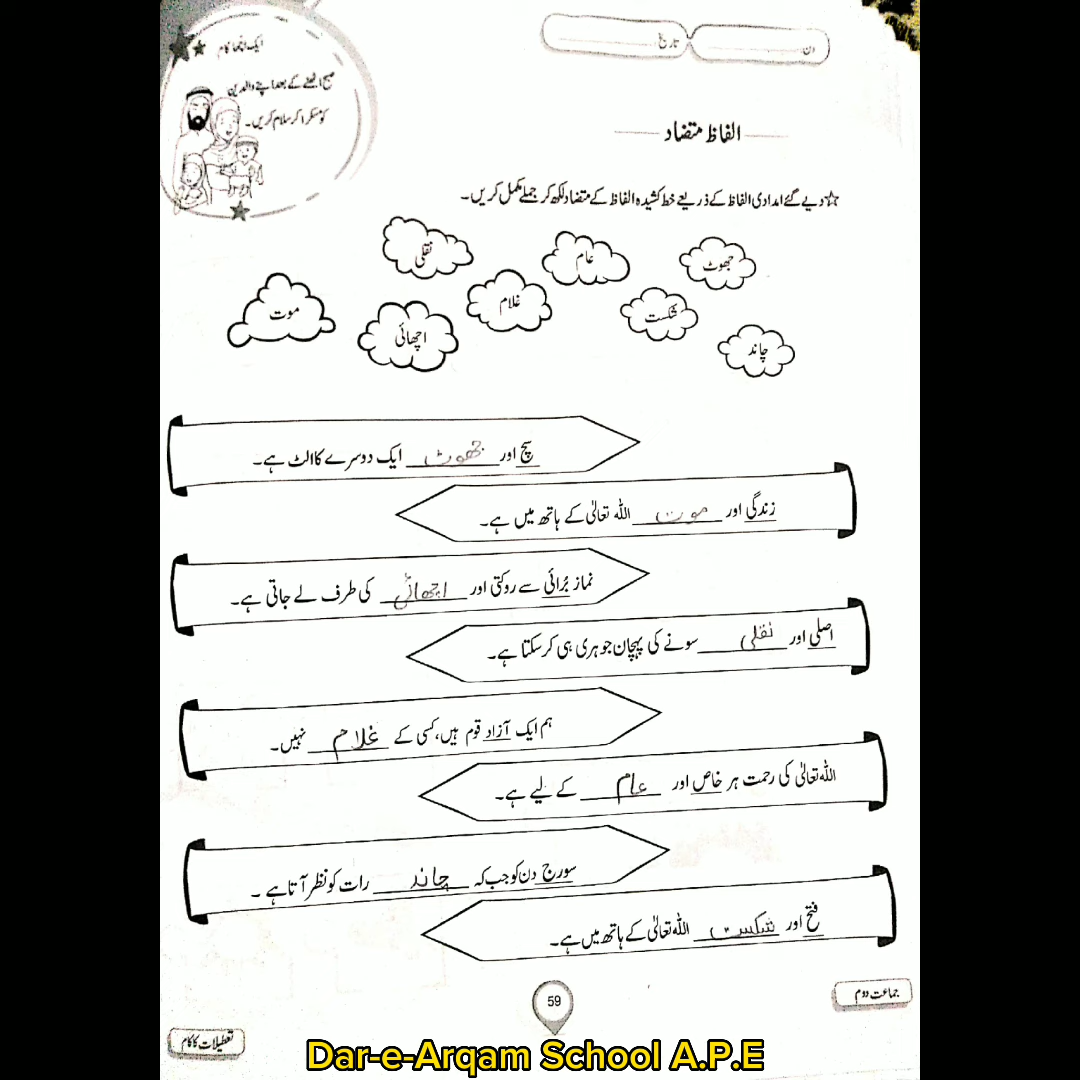 دن
تاریخ
ایک اچھا کام
صبح اٹھنے کے بعد اپنے والدین
کو مسکرا کر سلام کریں۔
الفاظ متضاد
☆ دیے گئے امدادی الفاظ کے ذریعے خط کشیدہ الفاظ کے متضاد لکھ کر جملے مکمل کریں۔
جھوٹ
عام
نقلی
شکست
غلام
موت
چاند
اچھائی
سچ اور جھوٹ ایک دوسرے کا الٹ ہے۔
زندگی اور موت اللہ تعالیٰ کے ہاتھ میں ہے۔
نماز بُرائی سے روکتی اور اچھائی کی طرف لے جاتی ہے۔
اصلی اور نقلی سونے کی پہچان جوہری ہی کر سکتا ہے۔
ہم ایک آزاد قوم ہیں، کسی کے غلام نہیں۔
اللہ تعالیٰ کی رحمت ہر خاص اور عام کے لیے ہے۔
سورج دن کو جب کہ چاند رات کو نظر آتا ہے۔
فتح اور شکست اللہ تعالیٰ کے ہاتھ میں ہے۔
جماعت دوم
59
تعطیلات کا کام
Dar-e-Arqam School A.P.E